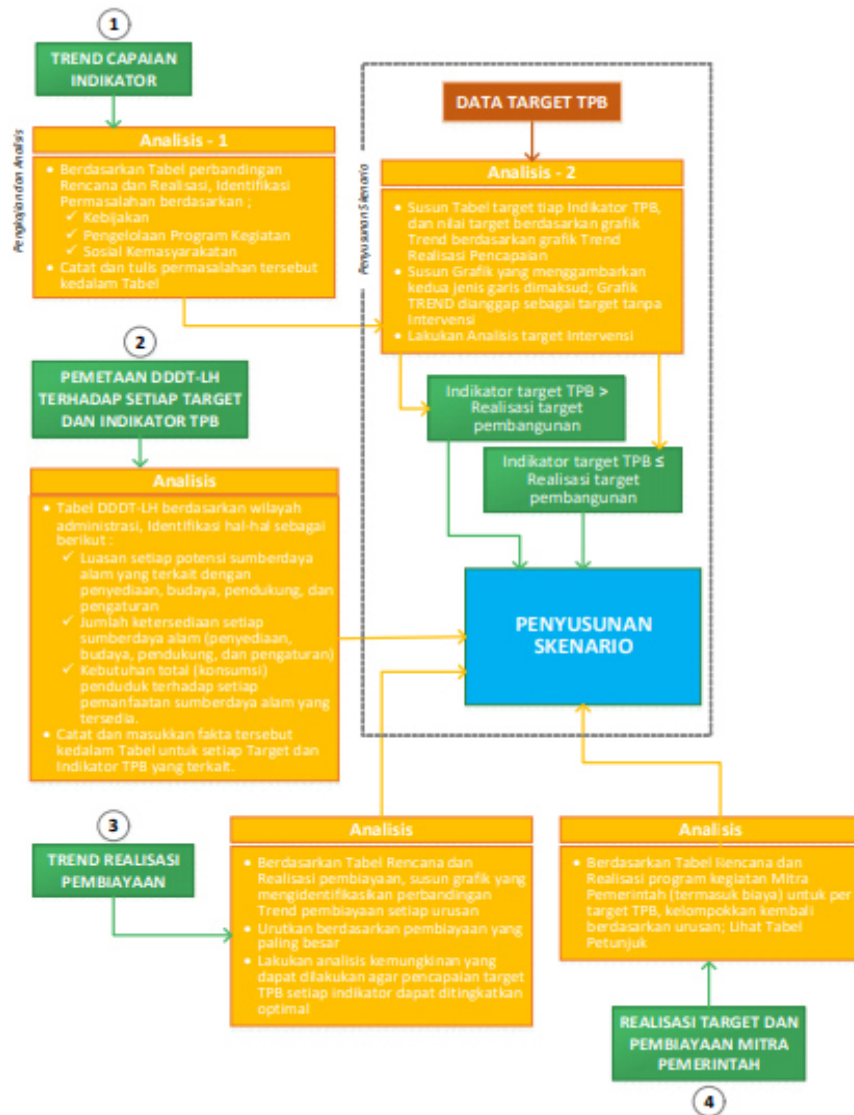 1
TREND CAPAIAN
INDIKATOR
Pengkajian dan Analisis
Analisis - 1
• Berdasarkan Tabel perbandingan
Rencana dan Realisasi, Identifikasi
Permasalahan berdasarkan ;
✓ Kebijakan
✓ Pengelolaan Program Kegiatan
✓ Sosial Kemasyarakatan
• Catat dan tulis permasalahan tersebut
kedalam Tabel
Penyusunan Skenario
DATA TARGET TPB
Analisis - 2
• Susun Tabel target tiap Indikator TPB,
dan nilai target berdasarkan grafik
Trend berdasarkan grafik Trend
Realisasi Pencapaian
• Susun Grafik yang menggambarkan
kedua jenis garis dimaksud; Grafik
TREND dianggap sebagai target tanpa
Intervensi
• Lakukan Analisis target Intervensi
Indikator target TPB >
Realisasi target
pembangunan
Indikator target TPB ≤
Realisasi target
pembangunan
PENYUSUNAN
SKENARIO
2
PEMETAAN DDDT-LH
TERHADAP SETIAP TARGET
DAN INDIKATOR TPB
Analisis
• Tabel DDDT-LH berdasarkan wilayah
administrasi, Identifikasi hal-hal sebagai
berikut :
✓ Luasan setiap potensi sumberdaya
alam yang terkait dengan
penyediaan, budaya, pendukung, dan
pengaturan
✓ Jumlah ketersediaan setiap
sumberdaya alam (penyediaan,
budaya, pendukung, dan pengaturan)
✓ Kebutuhan total (konsumsi)
penduduk terhadap setiap
pemanfaatan sumberdaya alam yang
tersedia.
• Catat dan masukkan fakta tersebut
kedalam Tabel untuk setiap Target dan
Indikator TPB yang terkait.
3
TREND REALISASI
PEMBIAYAAN
Analisis
• Berdasarkan Tabel Rencana dan
Realisasi pembiayaan, susun grafik yang
mengidentifikasikan perbandingan
Trend pembiayaan setiap urusan
• Urutkan berdasarkan pembiayaan yang
paling besar
• Lakukan analisis kemungkinan yang
dapat dilakukan agar pencapaian target
TPB setiap indikator dapat ditingkatkan
optimal
Analisis
• Berdasarkan Tabel Rencana dan
Realisasi program kegiatan Mitra
Pemerintah (termasuk biaya) untuk per
target TPB, kelompokkan kembali
berdasarkan urusan; Lihat Tabel
Petunjuk
REALISASI TARGET DAN
PEMBIAYAAN MITRA
PEMERINTAH
4